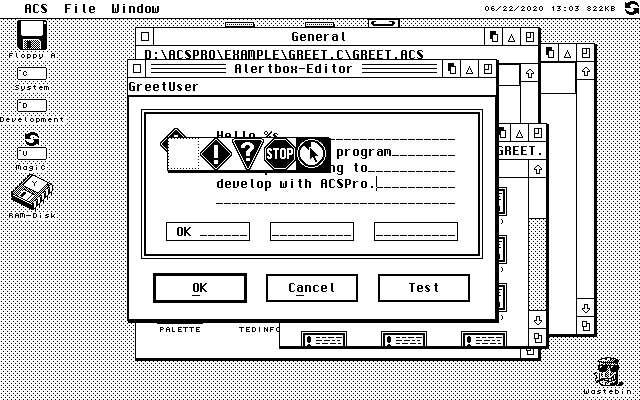 ACS File Window 06/22/2020 13:03 822KB
Floppy A
C
System
D
Development
V
Magic
RAM-Disk
General
D:\ACSPRO\EXAMPLE\GREET.C\GREET.ACS
Alertbox-Editor
GreetUser
Hello %s
program
STOP
ng to
develop with ACSPro.
OK
OK Cancel Test
GREET.
PALETTE TEDINFO
Wastebin